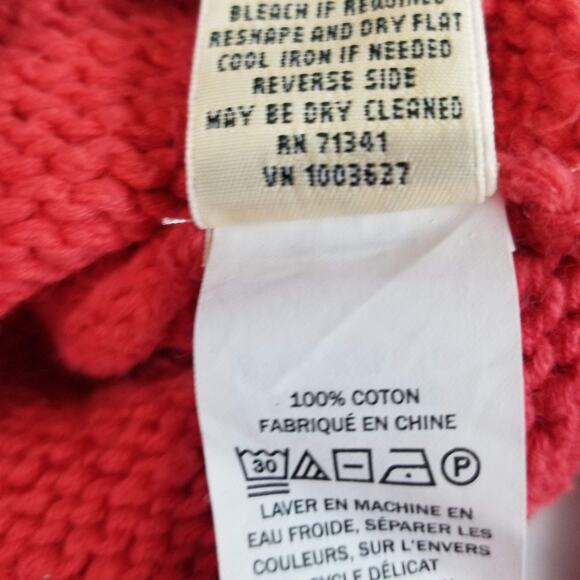 BLEACH IF REQUIRED
RESHAPE AND DRY FLAT
COOL IRON IF NEEDED
REVERSE SIDE
MAY BE DRY CLEANED
RN 71341
VN 1003627
100% COTON
FABRIQUÉ EN CHINE
30 P
LAVER EN MACHINE EN
EAU FROIDE, SÉPARER LES
COULEURS, SUR L'ENVERS
CYCLE DÉLICAT